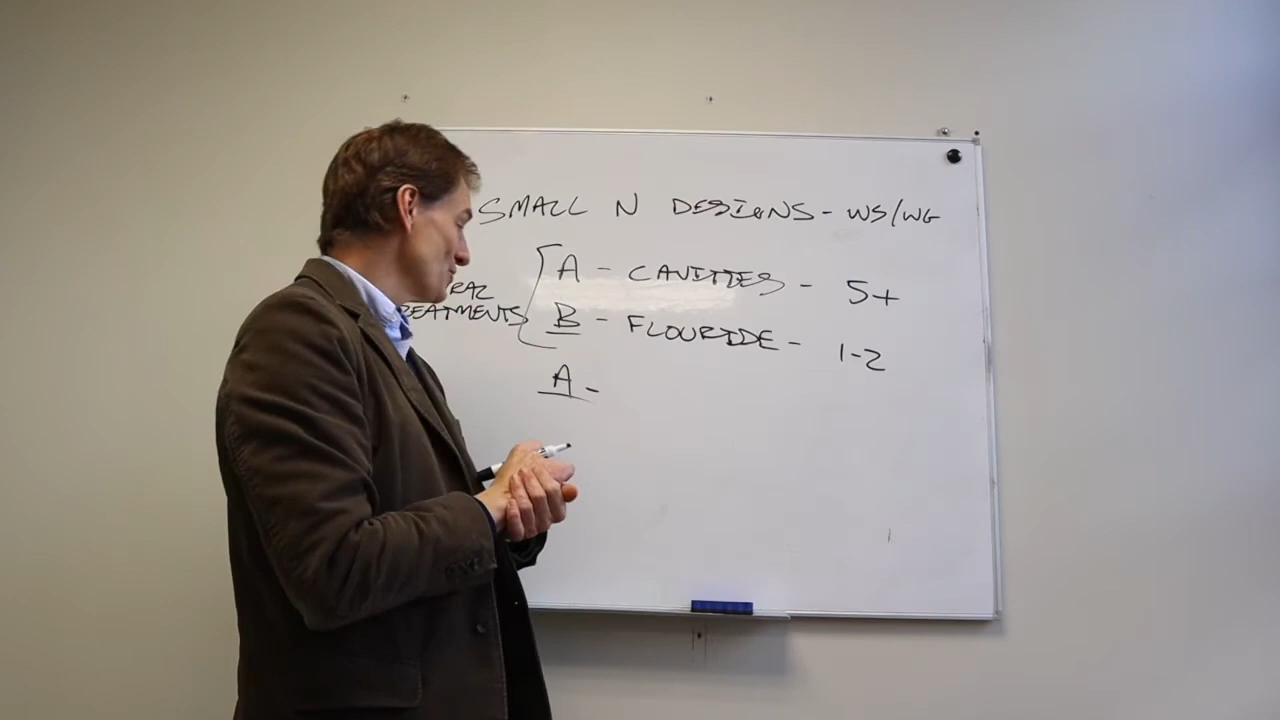 SMALL N DESIGNS - WS/WG
A - CAVITIES - 5+
B - FLOURIDE - 1-2
A -